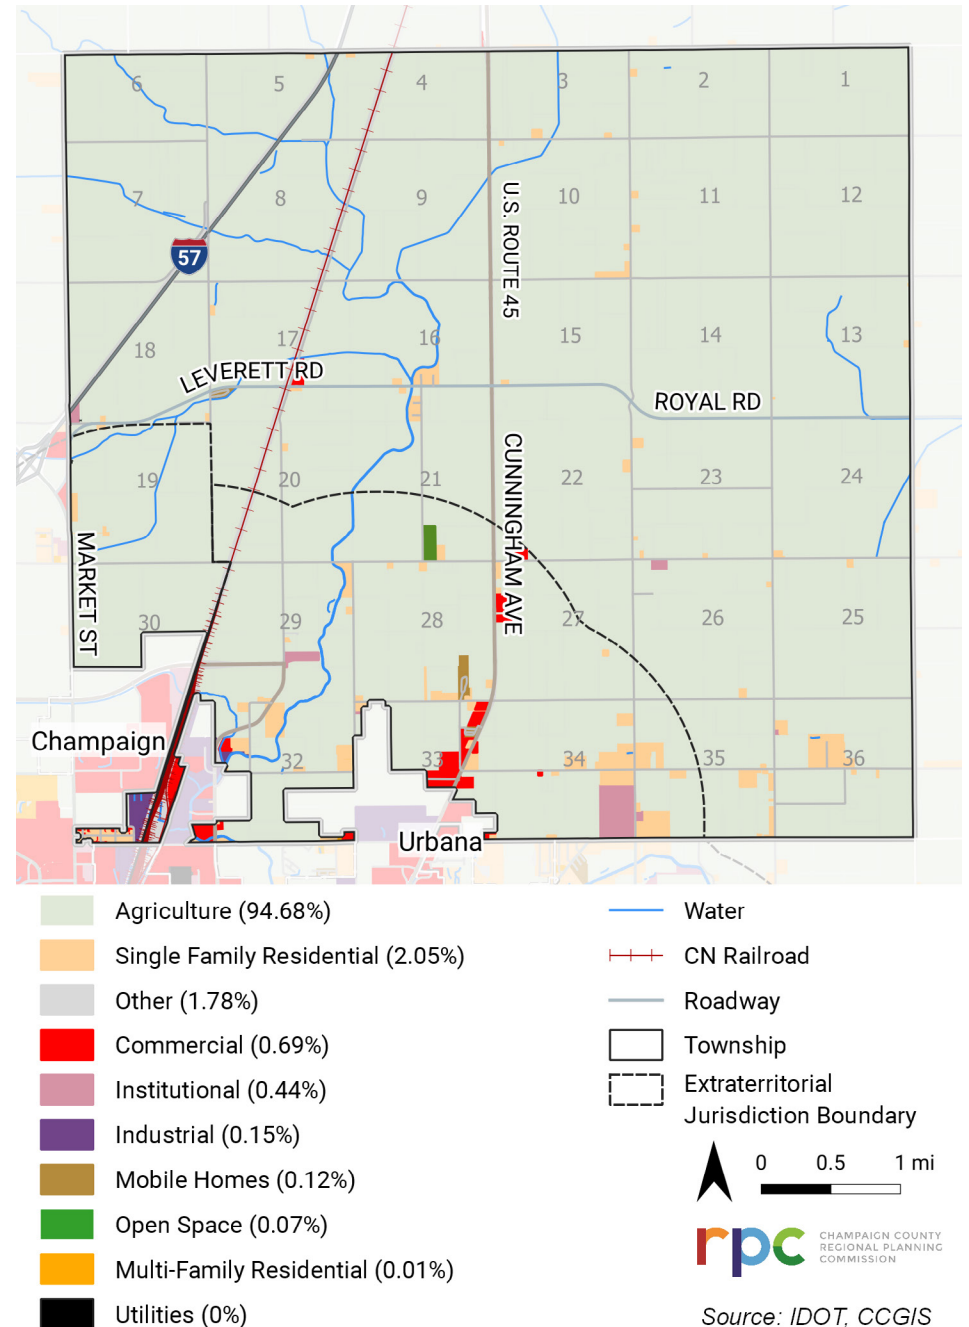 6 5 4 3 2 1
7 8 9 10 11 12
57
U.S. ROUTE 45
18 17 16 15 14 13
LEVERETT RD
ROYAL RD
19 20 21 22 23 24
CUNNINGHAM AVE
MARKET ST
30 29 28 27 26 25
Champaign
32 33 34 35 36
Urbana
Agriculture (94.68%)
Single Family Residential (2.05%)
Other (1.78%)
Commercial (0.69%)
Institutional (0.44%)
Industrial (0.15%)
Mobile Homes (0.12%)
Open Space (0.07%)
Multi-Family Residential (0.01%)
Utilities (0%)
Water
CN Railroad
Roadway
Township
Extraterritorial
Jurisdiction Boundary
0 0.5 1 mi
rpc
CHAMPAIGN COUNTY
REGIONAL PLANNING
COMMISSION
Source: IDOT, CCGIS